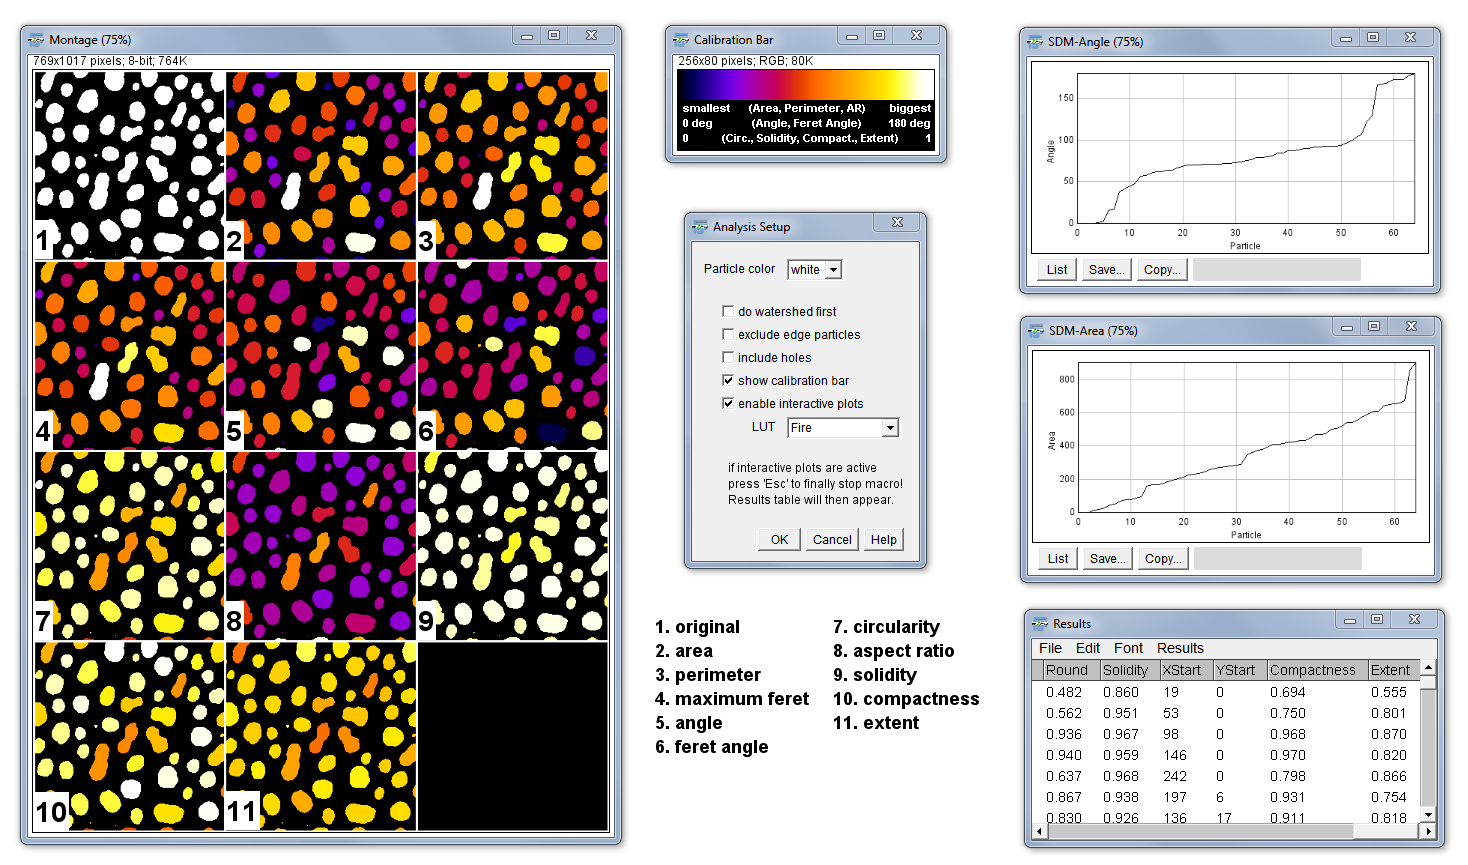 Montage (75%)
769x1017 pixels; 8-bit; 764K
1
2
3
4
5
6
7
8
9
10
11
Calibration Bar
256x80 pixels; RGB; 80K
smallest (Area, Perimeter, AR) biggest
0 deg (Angle, Feret Angle) 180 deg
0 (Circ., Solidity, Compact., Extent) 1
Analysis Setup
Particle color white
do watershed first
exclude edge particles
include holes
show calibration bar
enable interactive plots
LUT Fire
if interactive plots are active
press 'Esc' to finally stop macro!
Results table will then appear.
OK Cancel Help
1. original
2. area
3. perimeter
4. maximum feret
5. angle
6. feret angle
7. circularity
8. aspect ratio
9. solidity
10. compactness
11. extent
SDM-Angle (75%)
150
100
50
0
Angle
0 10 20 30 40 50 60
Particle
List Save... Copy...
SDM-Area (75%)
800
600
400
200
0
Area
0 10 20 30 40 50 60
Particle
List Save... Copy...
Results
File Edit Font Results
Round Solidity XStart YStart Compactness Extent
0.482 0.860 19 0 0.694 0.555
0.562 0.951 53 0 0.750 0.801
0.936 0.967 98 0 0.968 0.870
0.940 0.959 146 0 0.970 0.820
0.637 0.968 242 0 0.798 0.866
0.867 0.938 197 6 0.931 0.754
0.830 0.926 136 17 0.911 0.818